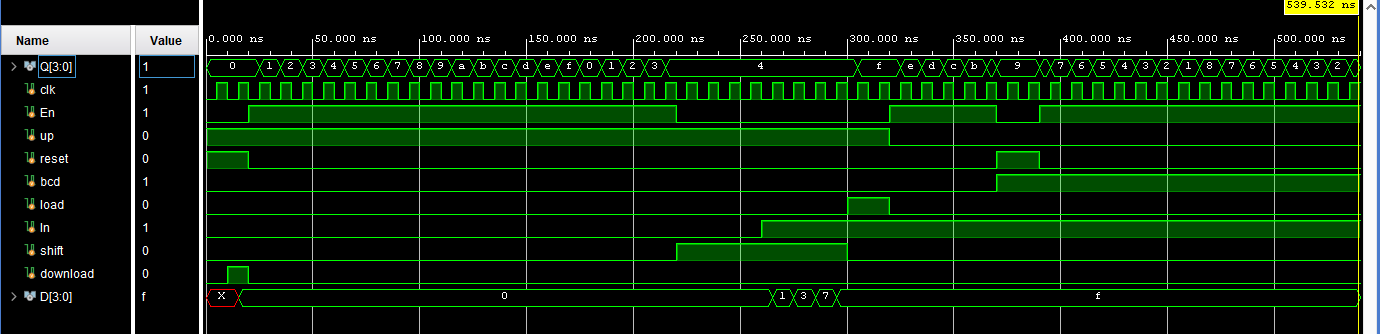 539.532 ns
Name Value
0.000 ns 50.000 ns 100.000 ns 150.000 ns 200.000 ns 250.000 ns 300.000 ns 350.000 ns 400.000 ns 450.000 ns 500.000 ns
Q[3:0] 1 0 1 2 3 4 5 6 7 8 9 a b c d e f 0 1 2 3 4 f e d c b 9 7 6 5 4 3 2 1 8 7 6 5 4 3 2
clk 1
En 1
up 0
reset 0
bcd 1
load 0
In 1
shift 0
download 0
D[3:0] f X 0 1 3 7 f